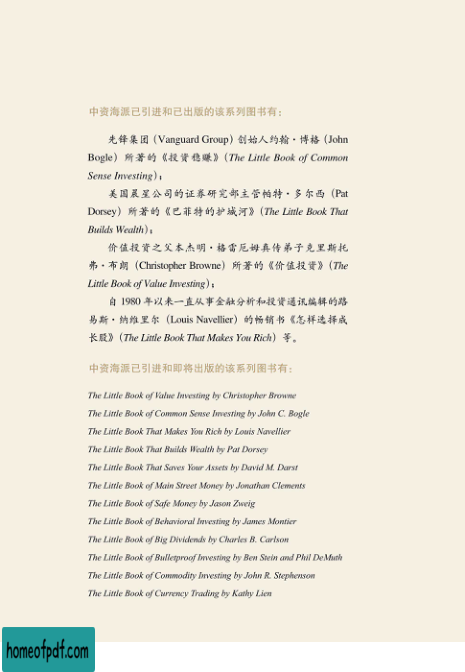 中资海派已引进和已出版的该系列图书有：
先锋集团（Vanguard Group）创始人约翰·博格（John
Bogle）所著的《投资稳赚》（The Little Book of Common
Sense Investing）；
美国晨星公司的证券研究部主管帕特·多尔西（Pat
Dorsey）所著的《巴菲特的护城河》（The Little Book That
Builds Wealth）；
价值投资之父本杰明·格雷厄姆真传弟子克里斯托
弗·布朗（Christopher Browne）所著的《价值投资》（The
Little Book of Value Investing）；
自 1980 年以来一直从事金融分析和投资通讯编辑的路
易斯·纳维里尔（Louis Navellier）的畅销书《怎样选择成
长股》（The Little Book That Makes You Rich）等。
中资海派已引进和即将出版的该系列图书有：
The Little Book of Value Investing by Christopher Browne
The Little Book of Common Sense Investing by John C. Bogle
The Little Book That Makes You Rich by Louis Navellier
The Little Book That Builds Wealth by Pat Dorsey
The Little Book That Saves Your Assets by David M. Darst
The Little Book of Main Street Money by Jonathan Clements
The Little Book of Safe Money by Jason Zweig
The Little Book of Behavioral Investing by James Montier
The Little Book of Big Dividends by Charles B. Carlson
The Little Book of Bulletproof Investing by Ben Stein and Phil DeMuth
The Little Book of Commodity Investing by John R. Stephenson
The Little Book of Currency Trading by Kathy Lien
homeofpdf.com